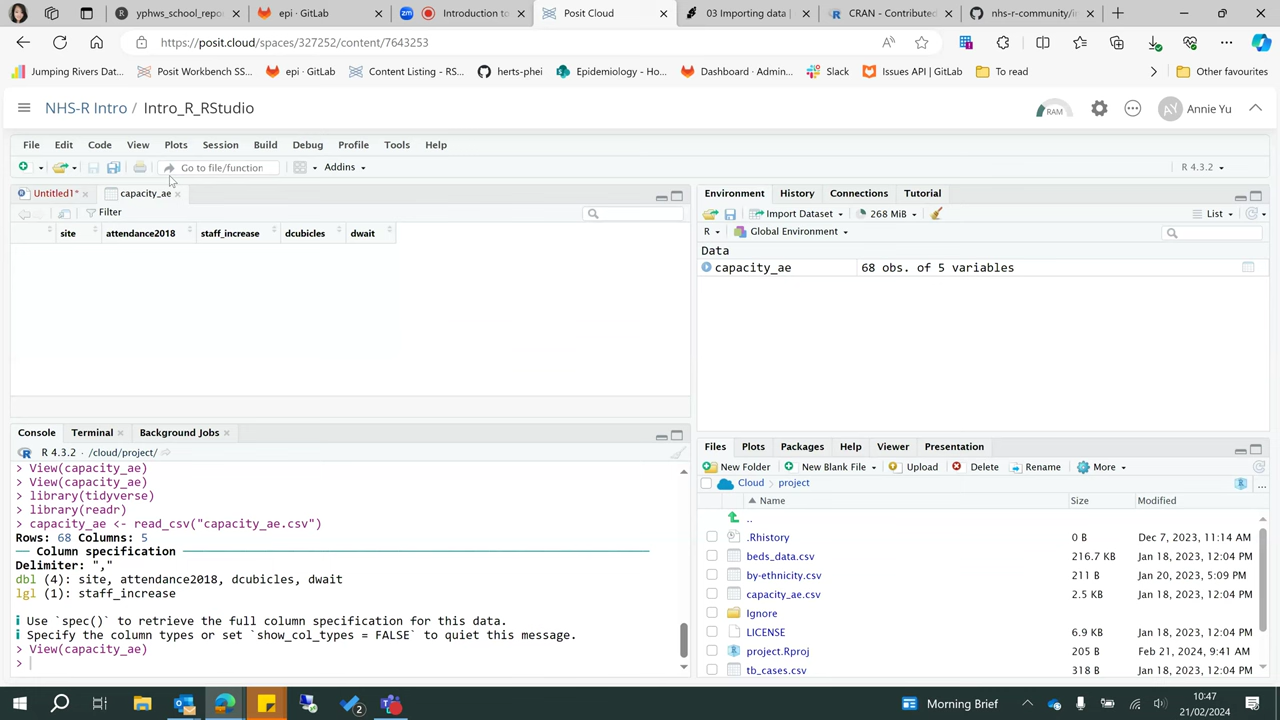 yphws_school_repo
epi · GitLab
Introduction to
Posit Cloud
03 Importing data |
CRAN - Contributed
nhs-r-community/in
https://posit.cloud/spaces/327252/content/7643253
Jumping Rivers Dat...
Posit Workbench SS...
epi · GitLab
Content Listing - RS...
herts-phei
Epidemiology - Ho...
Dashboard · Admin...
Slack
Issues API | GitLab
To read
Other favourites
NHS-R Intro / Intro_R_RStudio
RAM
AY
Annie Yu
File Edit Code View Plots Session Build Debug Profile Tools Help
Go to file/function
Addins
R 4.3.2
Untitled1*
capacity_ae
Filter
site attendance2018 staff_increase dcubicles dwait
Environment History Connections Tutorial
Import Dataset
268 MiB
List
R
Global Environment
Data
capacity_ae 68 obs. of 5 variables
Console Terminal Background Jobs
R 4.3.2 · /cloud/project/
> View(capacity_ae)
> View(capacity_ae)
> library(tidyverse)
> library(readr)
> capacity_ae <- read_csv("capacity_ae.csv")
Rows: 68 Columns: 5
── Column specification
Delimiter: ","
dbl (4): site, attendance2018, dcubicles, dwait
lgl (1): staff_increase
ℹ Use `spec()` to retrieve the full column specification for this data.
ℹ Specify the column types or set `show_col_types = FALSE` to quiet this message.
> View(capacity_ae)
>
Files Plots Packages Help Viewer Presentation
New Folder New Blank File Upload Delete Rename More
Cloud > project
Name Size Modified
..
.Rhistory 0 B Dec 7, 2023, 11:14 AM
beds_data.csv 216.7 KB Jan 18, 2023, 12:04 PM
by-ethnicity.csv 211 B Jan 20, 2023, 5:09 PM
capacity_ae.csv 2.5 KB Jan 18, 2023, 12:04 PM
Ignore
LICENSE 6.9 KB Jan 18, 2023, 12:04 PM
project.Rproj 205 B Feb 21, 2024, 9:41 AM
tb_cases.csv 318 B Jan 18, 2023, 12:04 PM
Morning Brief
10:47
21/02/2024